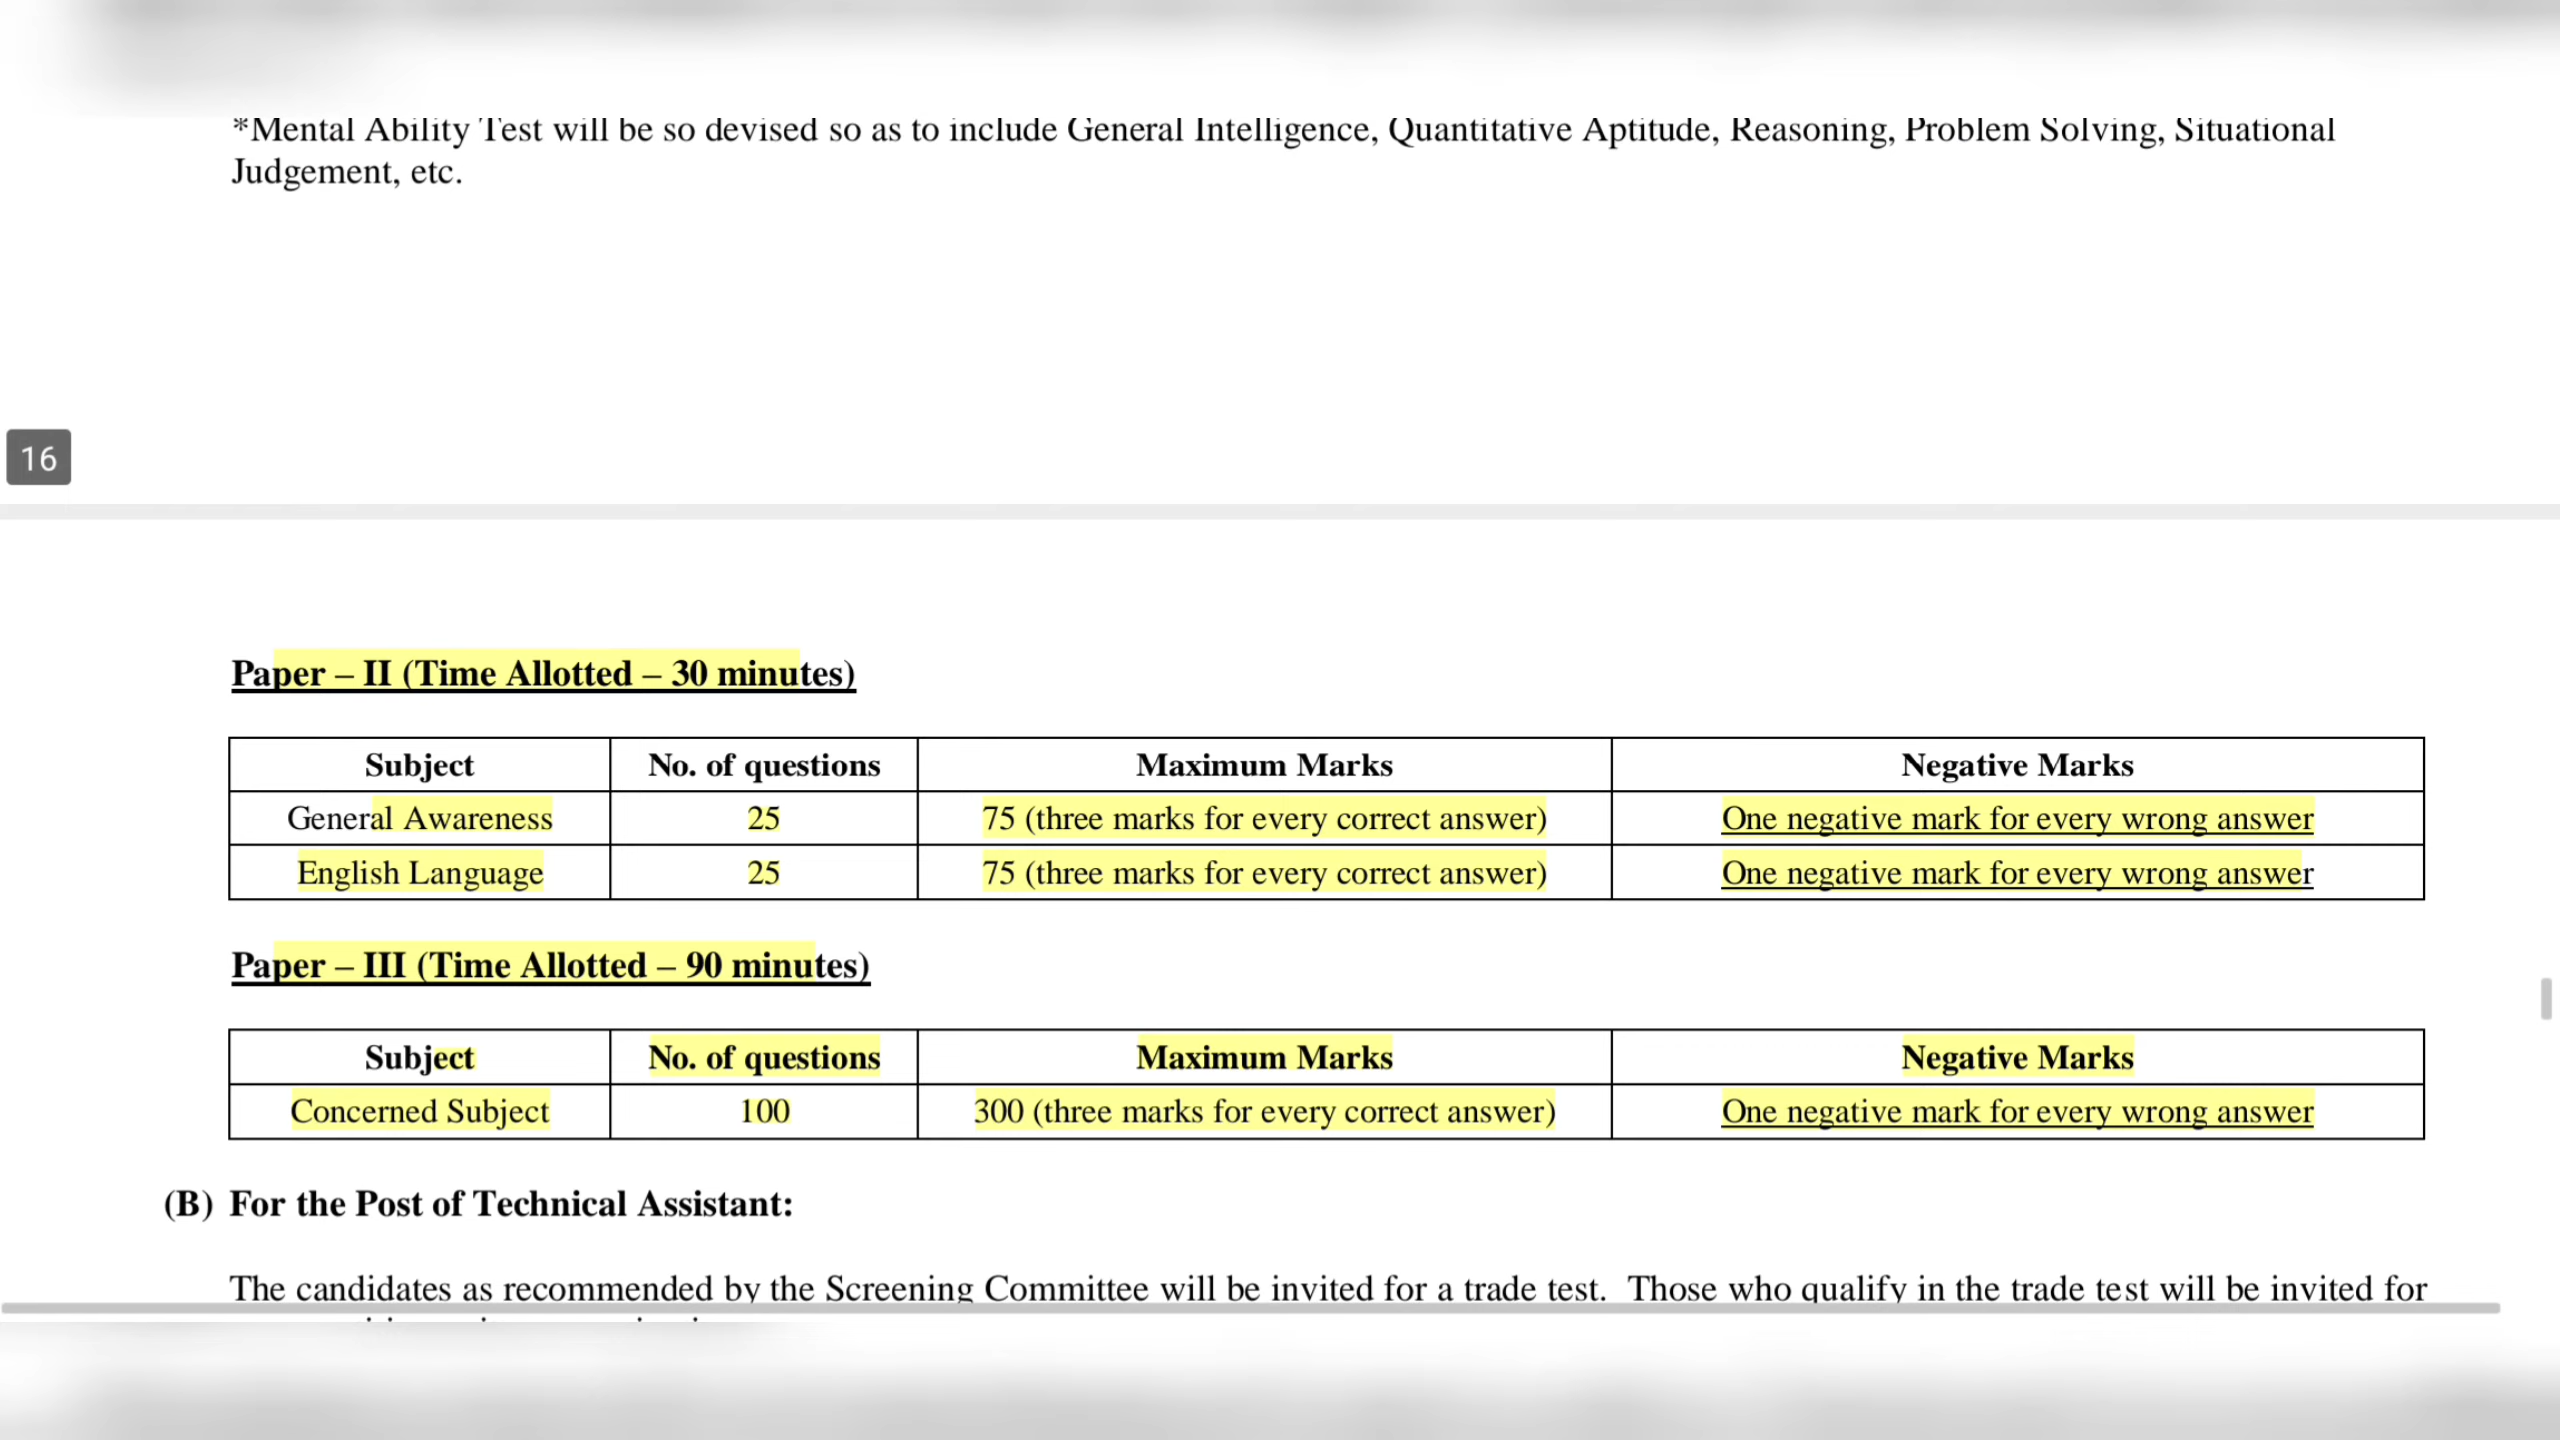 *Mental Ability Test will be so devised so as to include General Intelligence, Quantitative Aptitude, Reasoning, Problem Solving, Situational
Judgement, etc.
16
Paper – II (Time Allotted – 30 minutes)
Subject No. of questions Maximum Marks Negative Marks
General Awareness 25 75 (three marks for every correct answer) One negative mark for every wrong answer
English Language 25 75 (three marks for every correct answer) One negative mark for every wrong answer
Paper – III (Time Allotted – 90 minutes)
Subject No. of questions Maximum Marks Negative Marks
Concerned Subject 100 300 (three marks for every correct answer) One negative mark for every wrong answer
(B) For the Post of Technical Assistant:
The candidates as recommended by the Screening Committee will be invited for a trade test. Those who qualify in the trade test will be invited for